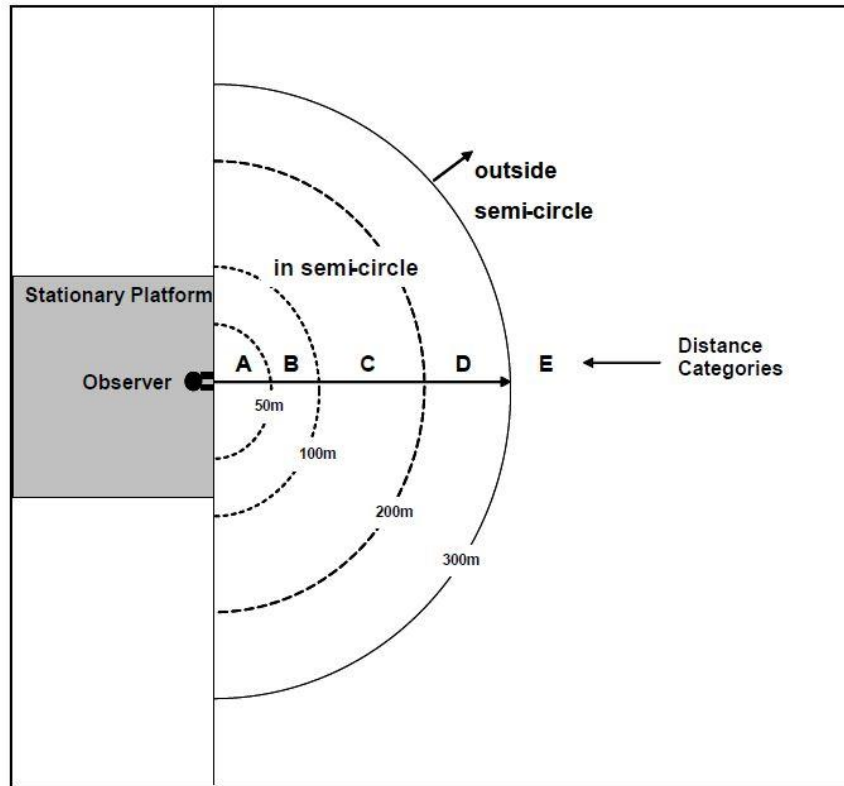 outside
semi-circle
in semi-circle
Stationary Platform
A B C D E
Distance
Categories
Observer
50m
100m
200m
300m